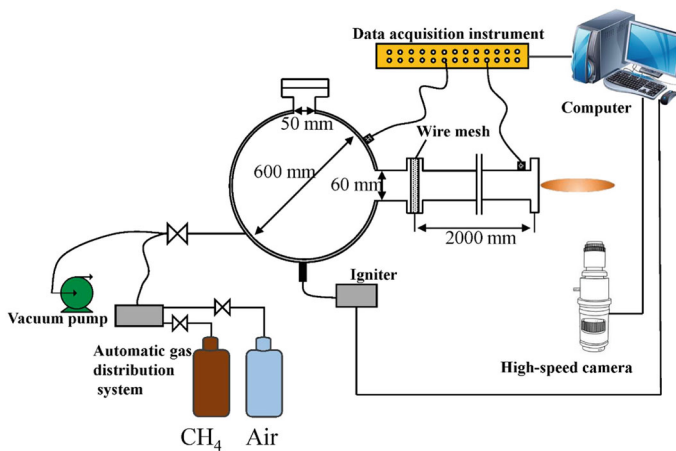 Data acquisition instrument
Computer
50 mm
Wire mesh
600 mm
60 mm
2000 mm
Igniter
Vacuum pump
Automatic gas
distribution
system
High-speed camera
CH4
Air